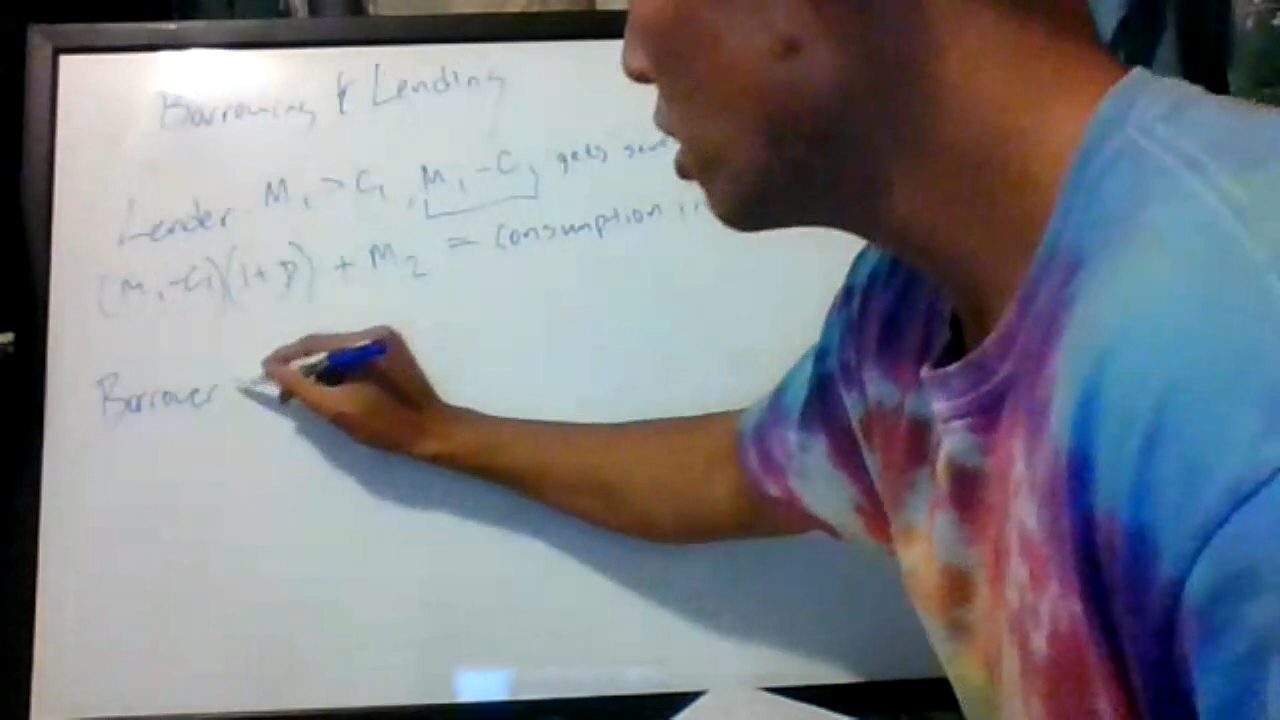 Borrowing & Lending
Lender M₁ > C₁, M₁ - C₁ gets
(M₁-C₁)(1+r) + M₂ = consumption
Borrower